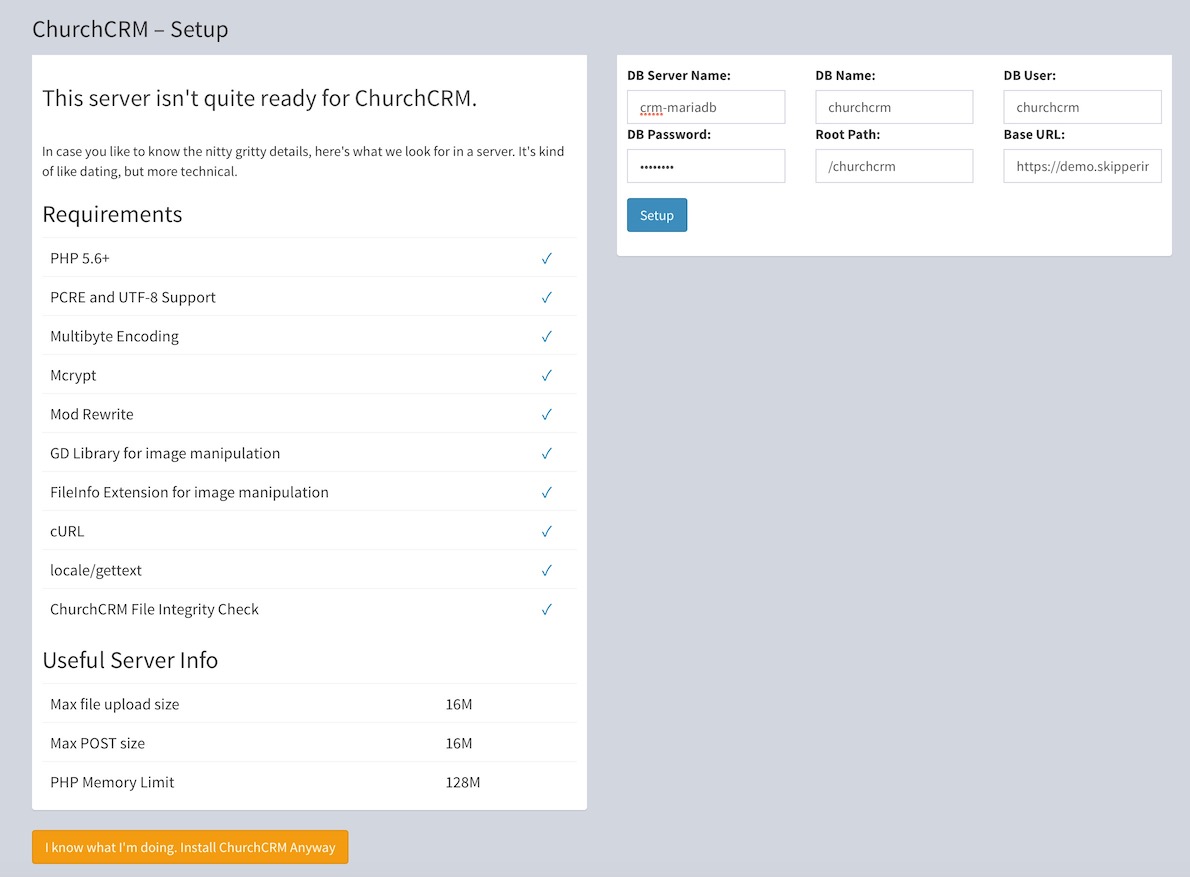 ChurchCRM – Setup
This server isn't quite ready for ChurchCRM.
In case you like to know the nitty gritty details, here's what we look for in a server. It's kind
of like dating, but more technical.
Requirements
PHP 5.6+ ✓
PCRE and UTF-8 Support ✓
Multibyte Encoding ✓
Mcrypt ✓
Mod Rewrite ✓
GD Library for image manipulation ✓
FileInfo Extension for image manipulation ✓
cURL ✓
locale/gettext ✓
ChurchCRM File Integrity Check ✓
Useful Server Info
Max file upload size 16M
Max POST size 16M
PHP Memory Limit 128M
I know what I'm doing. Install ChurchCRM Anyway
DB Server Name: DB Name: DB User:
crm-mariadb churchcrm churchcrm
DB Password: Root Path: Base URL:
•••••••• /churchcrm https://demo.skipperir
Setup